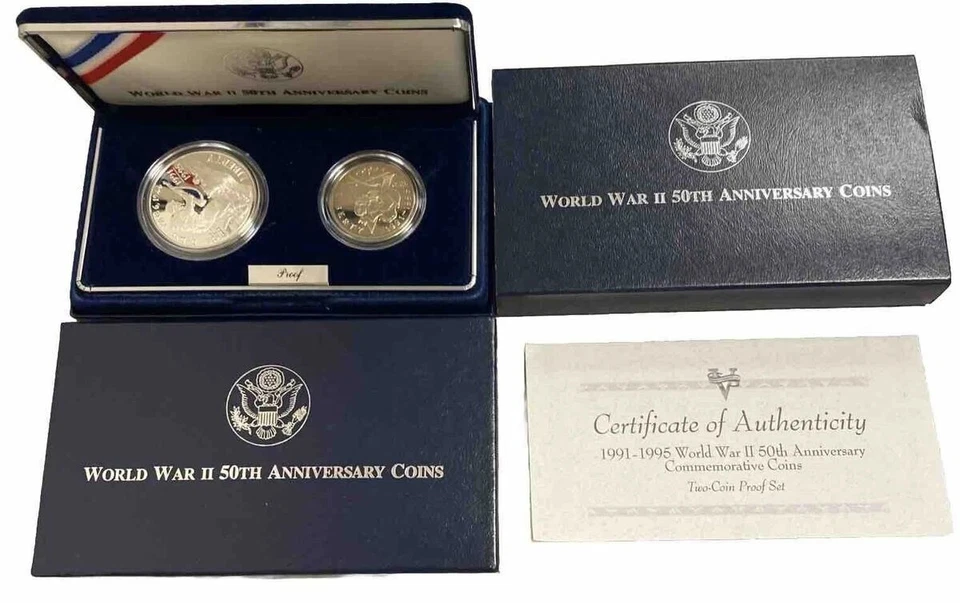 WORLD WAR II 50TH ANNIVERSARY COINS
LIBERTY
Proof
WORLD WAR II 50TH ANNIVERSARY COINS
WORLD WAR II 50TH ANNIVERSARY COINS
V
Certificate of Authenticity
1991-1995 World War II 50th Anniversary
Commemorative Coins
Two-Coin Proof Set